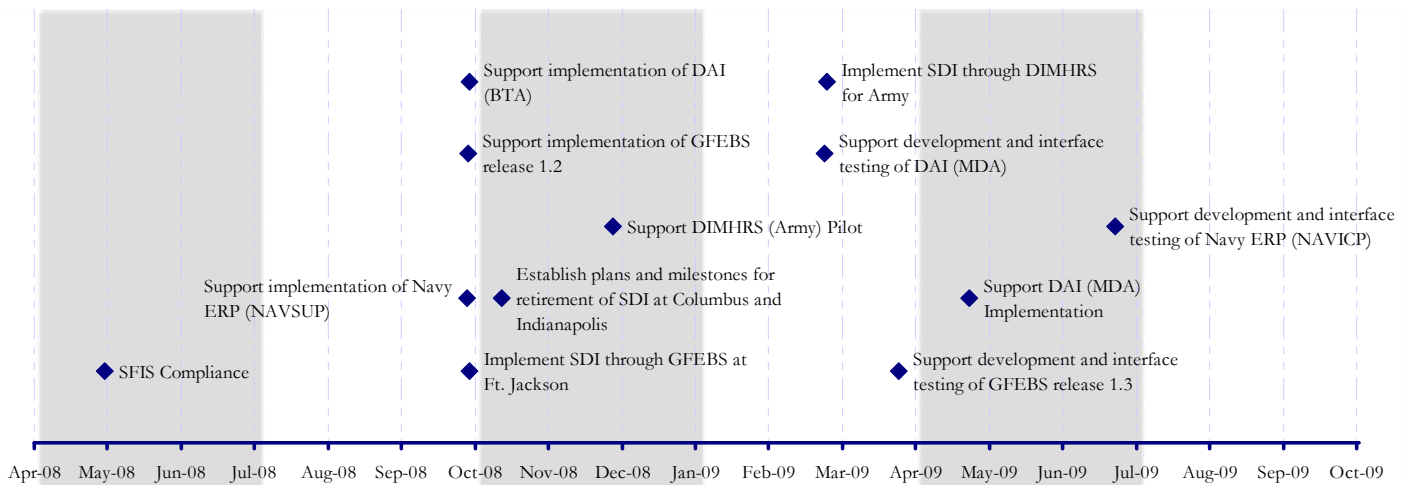 Support implementation of DAI
(BTA)
Implement SDI through DIMHRS
for Army
Support implementation of GFEBS
release 1.2
Support development and interface
testing of DAI (MDA)
Support DIMHRS (Army) Pilot
Support development and interface
testing of Navy ERP (NAVICP)
Support implementation of Navy
ERP (NAVSUP)
Establish plans and milestones for
retirement of SDI at Columbus and
Indianapolis
Support DAI (MDA)
Implementation
SFIS Compliance
Implement SDI through GFEBS at
Ft. Jackson
Support development and interface
testing of GFEBS release 1.3
Apr-08 May-08 Jun-08 Jul-08 Aug-08 Sep-08 Oct-08 Nov-08 Dec-08 Jan-09 Feb-09 Mar-09 Apr-09 May-09 Jun-09 Jul-09 Aug-09 Sep-09 Oct-09